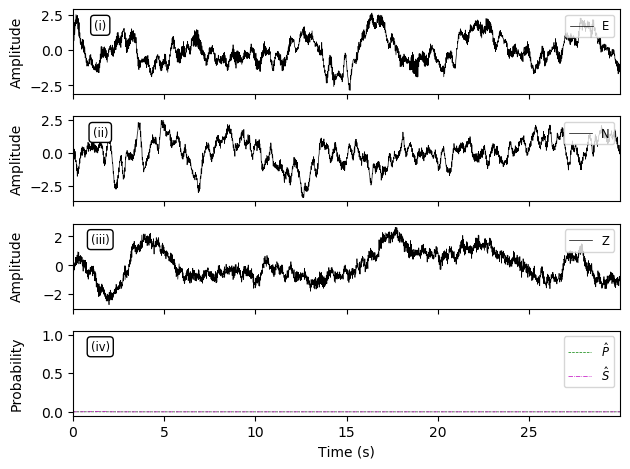 2.5
0.0
−2.5
Amplitude
(i)
E
2.5
0.0
−2.5
Amplitude
(ii)
N
2
0
−2
Amplitude
(iii)
Z
1.0
0.5
0.0
Probability
(iv)
P̂
Ŝ
0 5 10 15 20 25
Time (s)